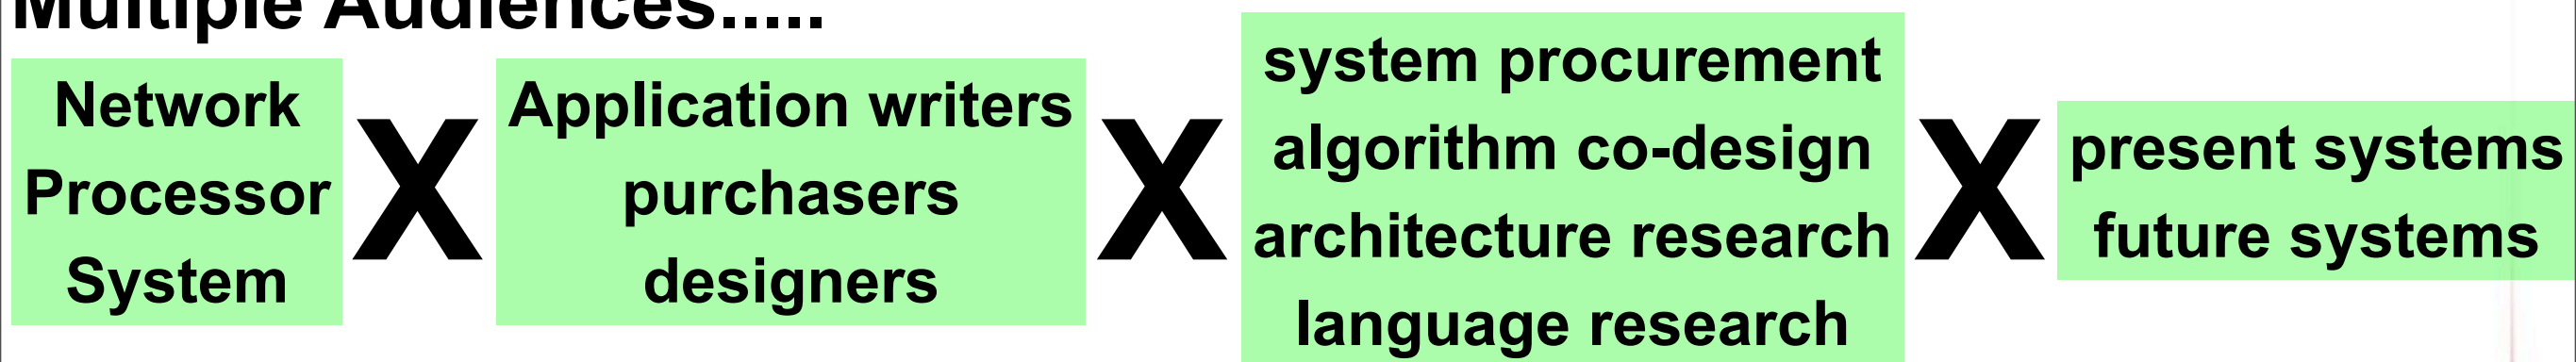 Multiple Audiences.....
Network
Processor
System
X
Application writers
purchasers
designers
X
system procurement
algorithm co-design
architecture research
language research
X
present systems
future systems